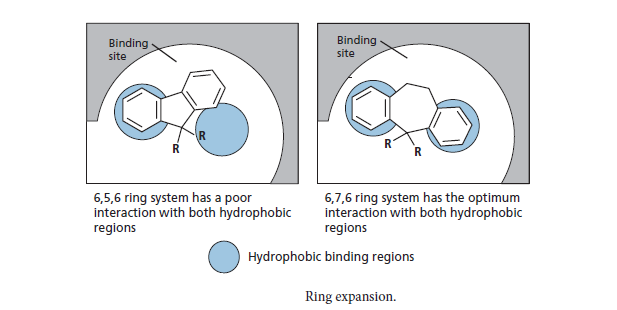 Binding
site
R
R
6,5,6 ring system has a poor
interaction with both hydrophobic
regions
Binding
site
R
R
6,7,6 ring system has the optimum
interaction with both hydrophobic
regions
Hydrophobic binding regions
Ring expansion.